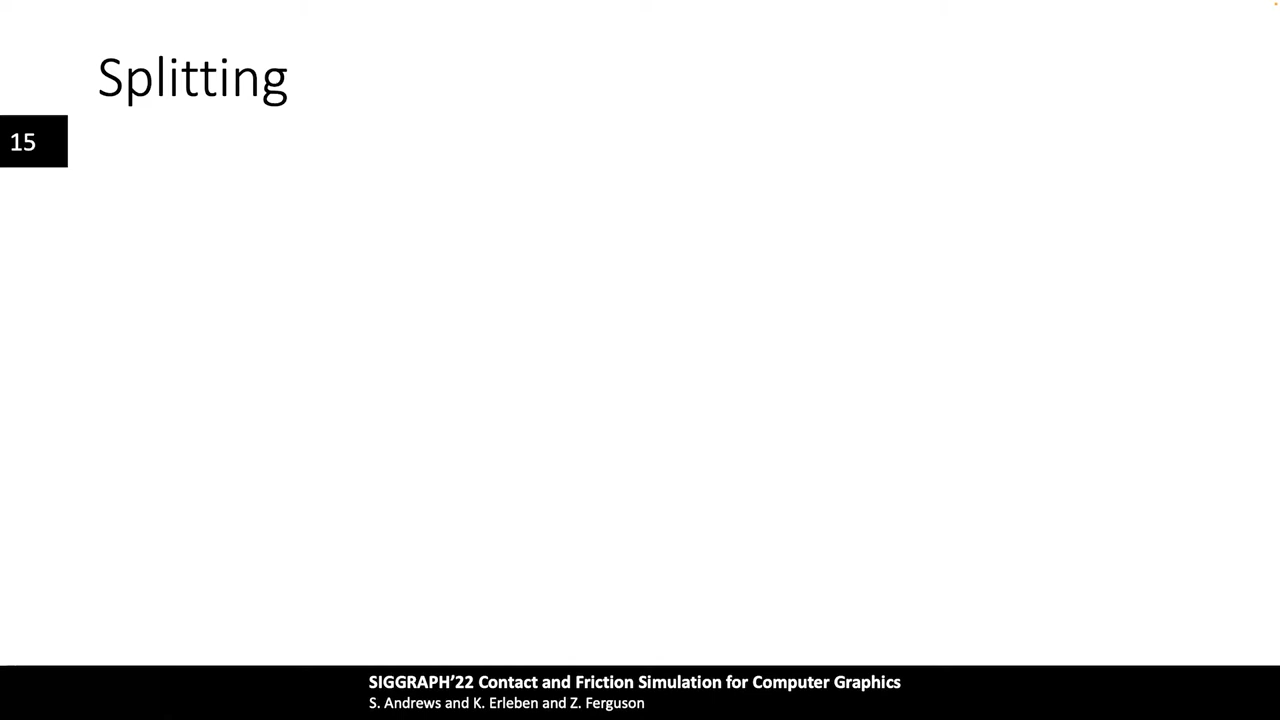 Splitting
15
SIGGRAPH’22 Contact and Friction Simulation for Computer Graphics
S. Andrews and K. Erleben and Z. Ferguson